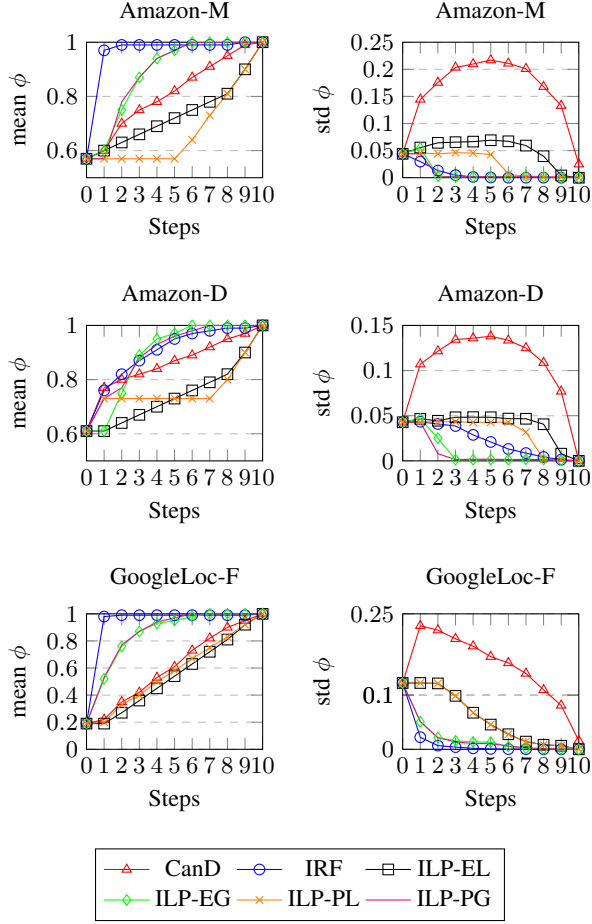 Amazon-M
mean ϕ
1
0.8
0.6
0 1 2 3 4 5 6 7 8 9 10
Steps
Amazon-M
std ϕ
0.25
0.20
0.15
0.10
0.05
0
0 1 2 3 4 5 6 7 8 9 10
Steps
Amazon-D
mean ϕ
1
0.8
0.6
0 1 2 3 4 5 6 7 8 9 10
Steps
Amazon-D
std ϕ
0.15
0.10
0.05
0
0 1 2 3 4 5 6 7 8 9 10
Steps
GoogleLoc-F
mean ϕ
1
0.8
0.6
0.4
0.2
0
0 1 2 3 4 5 6 7 8 9 10
Steps
GoogleLoc-F
std ϕ
0.25
0.1
0
0 1 2 3 4 5 6 7 8 9 10
Steps
CanD IRF ILP-EL
ILP-EG ILP-PL ILP-PG